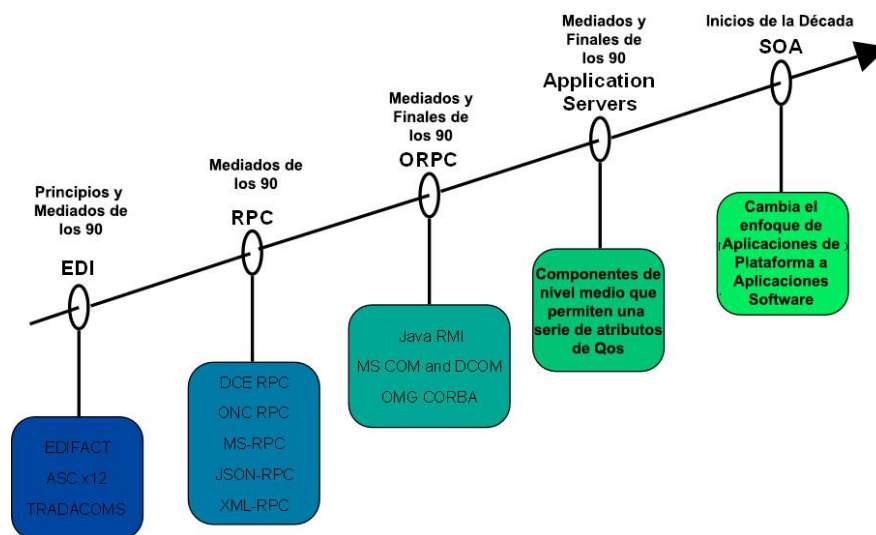 Principios y
Mediados de
los 90
EDI
EDIFACT
ASC x12
TRADACOMS
Mediados de
los 90
RPC
DCE RPC
ONC RPC
MS-RPC
JSON-RPC
XML-RPC
Mediados y
Finales de
los 90
ORPC
Java RMI
MS COM and DCOM
OMG CORBA
Mediados y
Finales de
los 90
Application
Servers
Componentes de
nivel medio que
permiten una
serie de atributos
de Qos
Inicios de la Década
SOA
Cambia el
enfoque de
Aplicaciones de
Plataforma a
Aplicaciones
Software